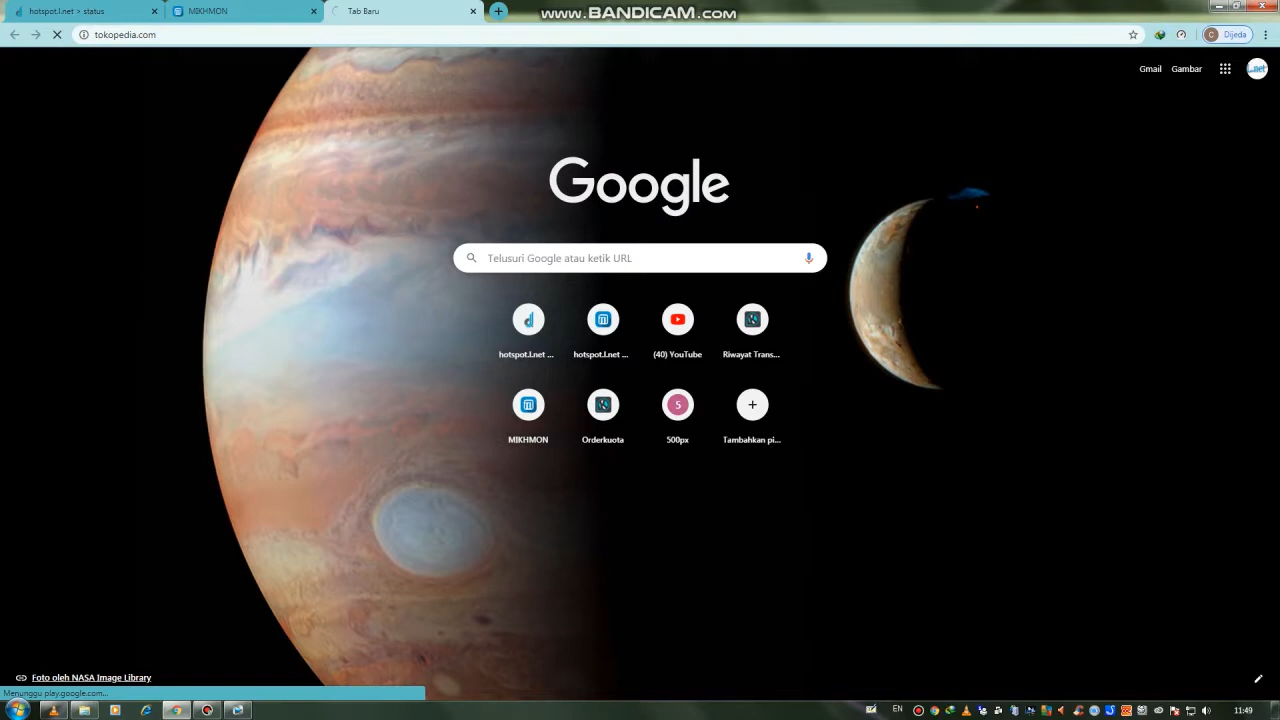 hotspot.l.net > status
MIKHMON
Tab Baru
www.BANDICAM.com
tokopedia.com
Dijeda
Gmail
Gambar
Google
Telusuri Google atau ketik URL
hotspot.l.net ...
hotspot.l.net ...
(40) YouTube
Riwayat Trans...
5
MIKHMON
Orderkuota
500px
Tambahkan pi...
Foto oleh NASA Image Library
Menunggu play.google.com...
EN
11:49